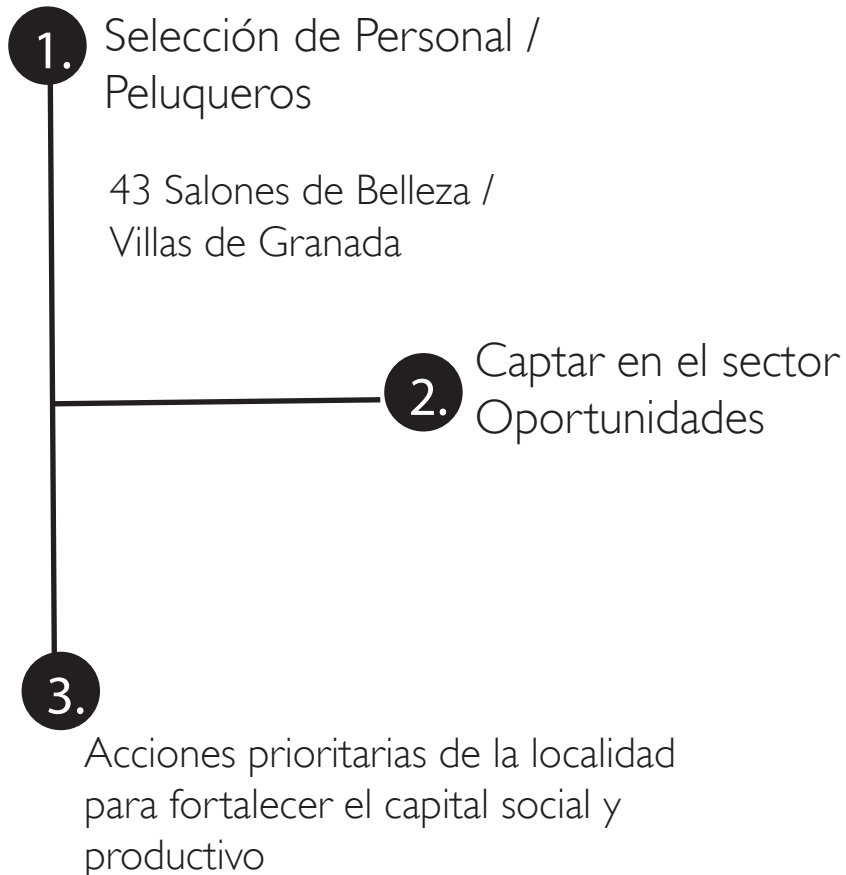 1. Selección de Personal /
Peluqueros
43 Salones de Belleza /
Villas de Granada
2. Captar en el sector
Oportunidades
3.
Acciones prioritarias de la localidad
para fortalecer el capital social y
productivo